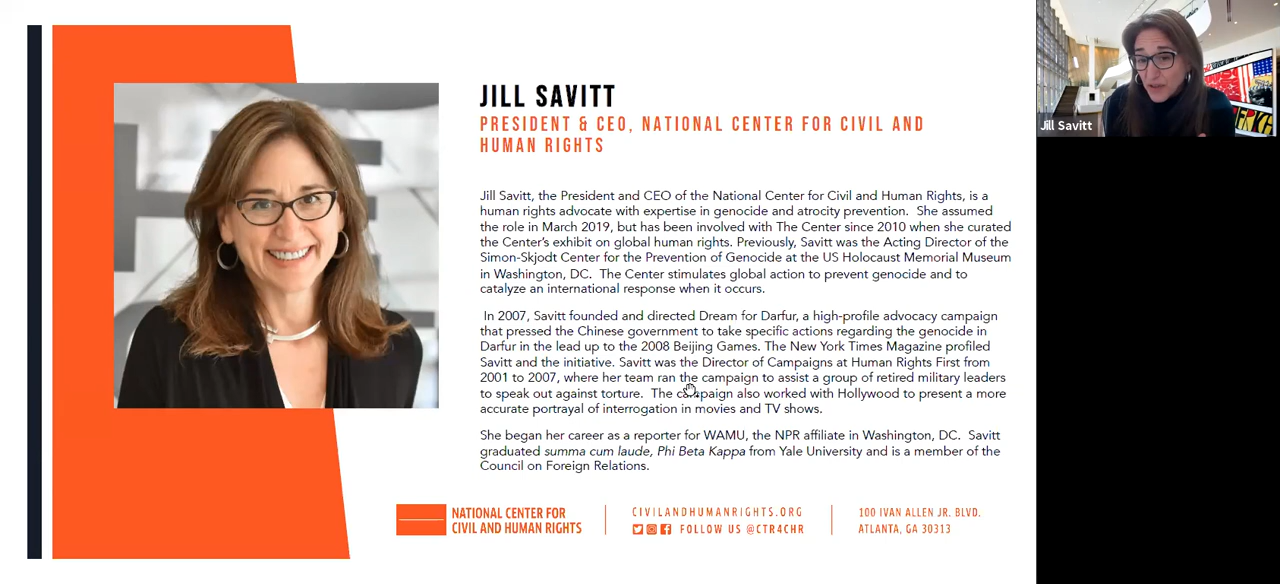 JILL SAVITT
PRESIDENT & CEO, NATIONAL CENTER FOR CIVIL AND
HUMAN RIGHTS
Jill Savitt, the President and CEO of the National Center for Civil and Human Rights, is a
human rights advocate with expertise in genocide and atrocity prevention.  She assumed
the role in March 2019, but has been involved with The Center since 2010 when she curated
the Center's exhibit on global human rights. Previously, Savitt was the Acting Director of the
Simon-Skjodt Center for the Prevention of Genocide at the US Holocaust Memorial Museum
in Washington, DC.  The Center stimulates global action to prevent genocide and to
catalyze an international response when it occurs.
In 2007, Savitt founded and directed Dream for Darfur, a high-profile advocacy campaign
that pressed the Chinese government to take specific actions regarding the genocide in
Darfur in the lead up to the 2008 Beijing Games. The New York Times Magazine profiled
Savitt and the initiative. Savitt was the Director of Campaigns at Human Rights First from
2001 to 2007, where her team ran the campaign to assist a group of retired military leaders
to speak out against torture.  The campaign also worked with Hollywood to present a more
accurate portrayal of interrogation in movies and TV shows.
She began her career as a reporter for WAMU, the NPR affiliate in Washington, DC.  Savitt
graduated summa cum laude, Phi Beta Kappa from Yale University and is a member of the
Council on Foreign Relations.
NATIONAL CENTER FOR
CIVIL AND HUMAN RIGHTS
CIVILANDHUMANRIGHTS.ORG
FOLLOW US @CTR4CHR
100 IVAN ALLEN JR. BLVD.
ATLANTA, GA 30313
Jill Savitt